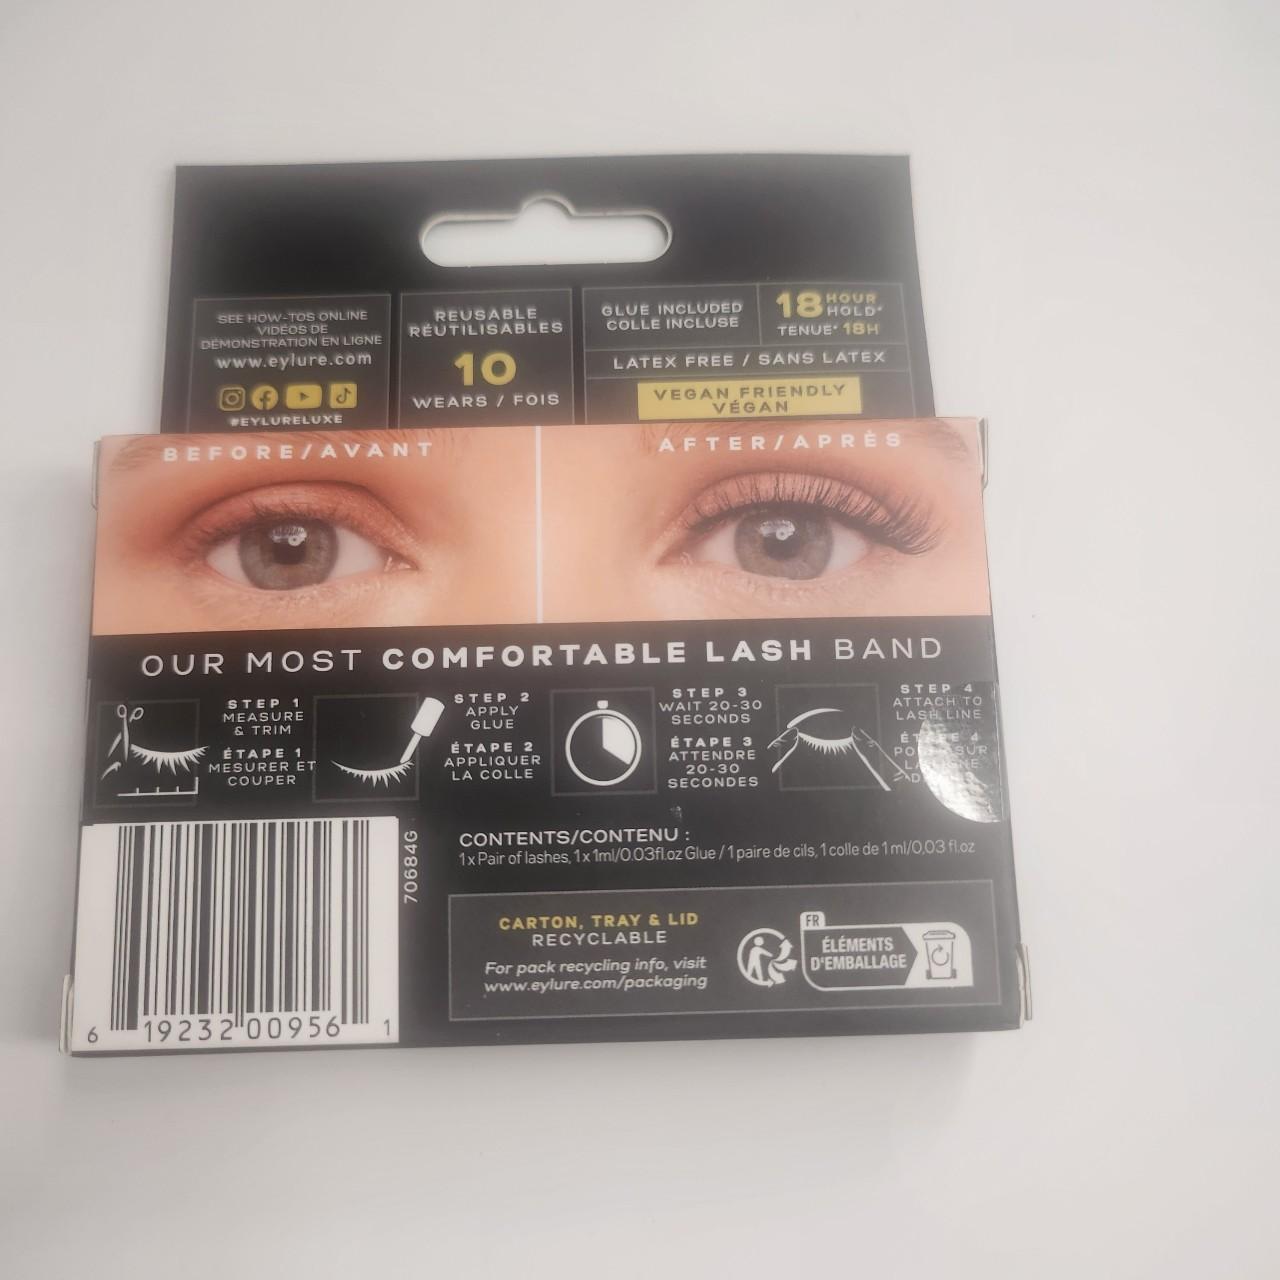 SEE HOW-TOS ONLINE
VIDÉOS DE
DÉMONSTRATION EN LIGNE
www.eylure.com
#EYLURELUXE
REUSABLE
RÉUTILISABLES
10
WEARS / FOIS
GLUE INCLUDED
COLLE INCLUSE
18 HOUR
HOLD*
TENUE* 18H
LATEX FREE / SANS LATEX
VEGAN FRIENDLY
VÉGAN
BEFORE/AVANT
AFTER/APRÈS
OUR MOST COMFORTABLE LASH BAND
STEP 1
MEASURE
& TRIM
ÉTAPE 1
MESURER ET
COUPER
STEP 2
APPLY
GLUE
ÉTAPE 2
APPLIQUER
LA COLLE
STEP 3
WAIT 20-30
SECONDS
ÉTAPE 3
ATTENDRE
20-30
SECONDES
STEP 4
ATTACH TO
LASH LINE
ÉTAPE 4
SUR
LA LIGNE
70684G
CONTENTS/CONTENU :
1 x Pair of lashes, 1 x 1ml/0.03fl.oz Glue / 1 paire de cils, 1 colle de 1 ml/0,03 fl.oz
CARTON, TRAY & LID
RECYCLABLE
For pack recycling info, visit
www.eylure.com/packaging
FR
ÉLÉMENTS
D'EMBALLAGE
6 19232 00956 1